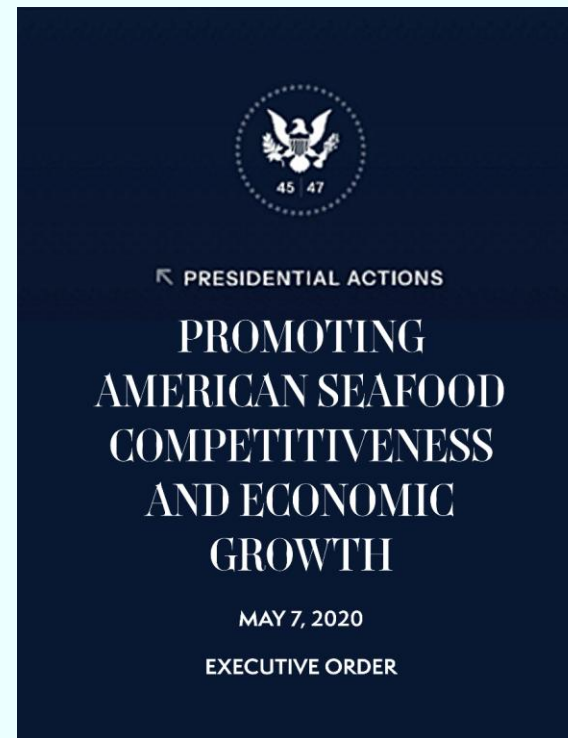 45 | 47
PRESIDENTIAL ACTIONS
PROMOTING
AMERICAN SEAFOOD
COMPETITIVENESS
AND ECONOMIC
GROWTH
MAY 7, 2020
EXECUTIVE ORDER